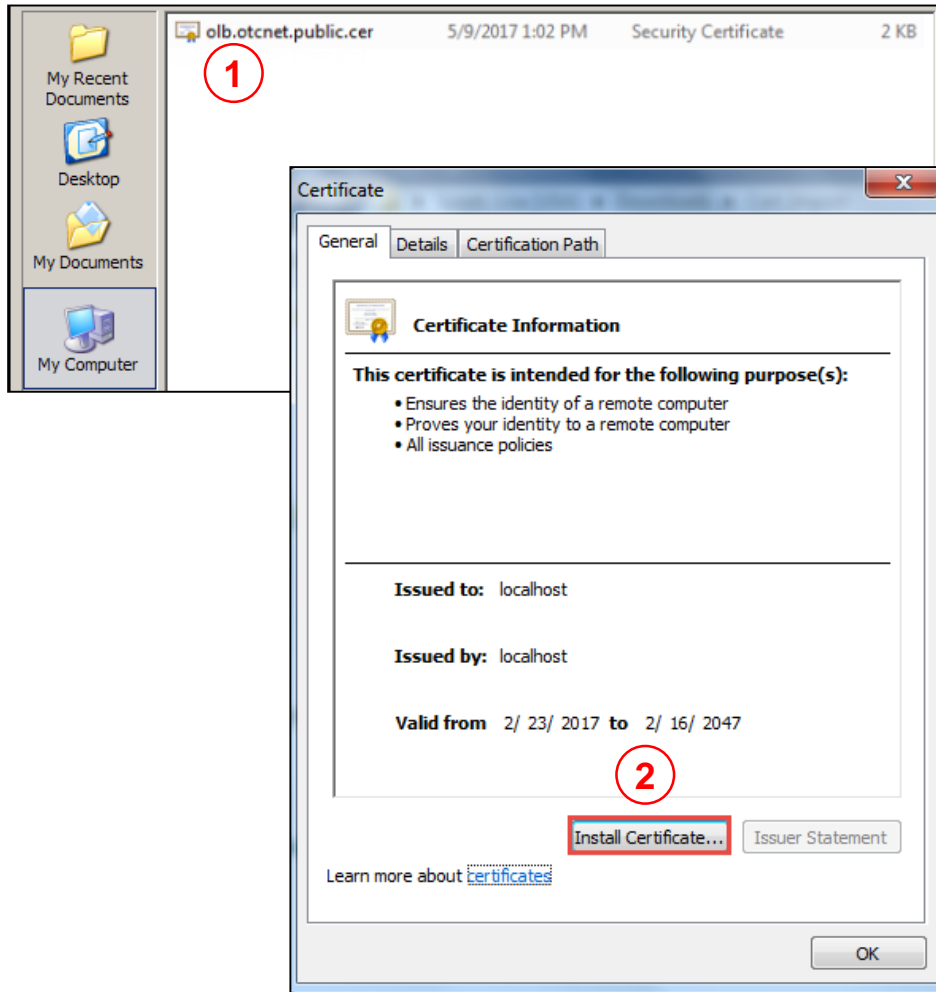 olb.otcnet.public.cer 5/9/2017 1:02 PM Security Certificate 2 KB
1
My Recent
Documents
Desktop
My Documents
My Computer
Certificate
General Details Certification Path
Certificate Information
This certificate is intended for the following purpose(s):
• Ensures the identity of a remote computer
• Proves your identity to a remote computer
• All issuance policies
Issued to: localhost
Issued by: localhost
Valid from 2/ 23/ 2017 to 2/ 16/ 2047
2
Install Certificate... Issuer Statement
Learn more about certificates
OK